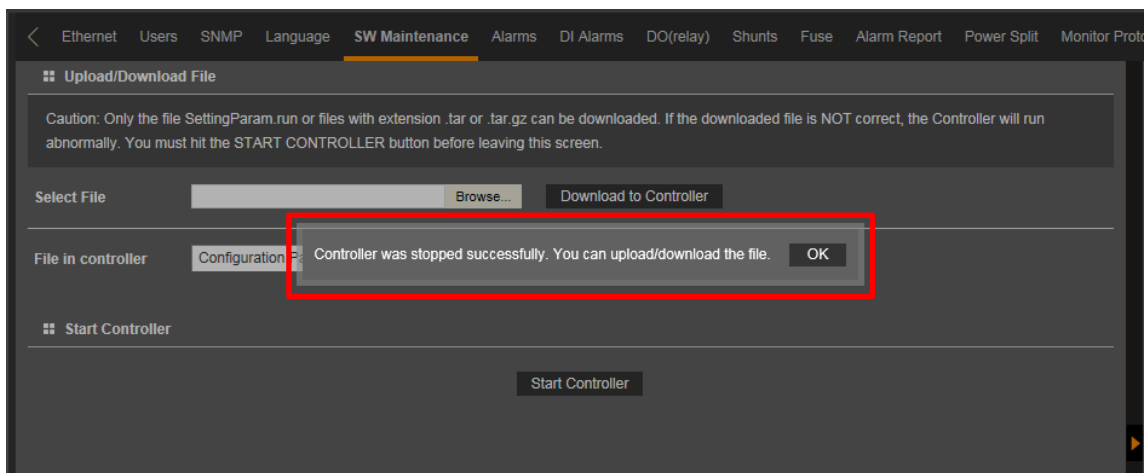 Ethernet Users SNMP Language SW Maintenance Alarms DI Alarms DO(relay) Shunts Fuse Alarm Report Power Split Monitor
Upload/Download File
Caution: Only the file SettingParam.run or files with extension .tar or .tar.gz can be downloaded. If the downloaded file is NOT correct, the Controller will run
abnormally. You must hit the START CONTROLLER button before leaving this screen.
Select File Browse... Download to Controller
Controller was stopped successfully. You can upload/download the file. OK
File in controller Configuration
Start Controller
Start Controller